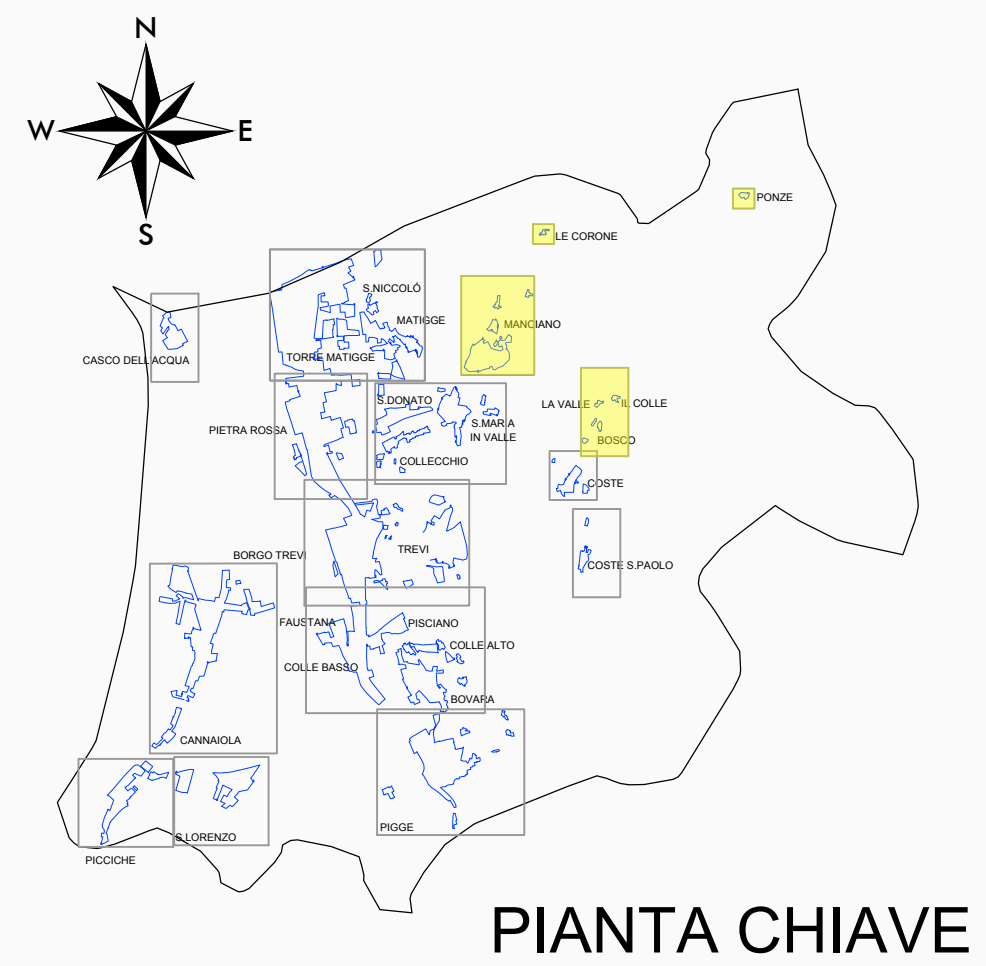 N
W
E
S
PONZE
LE CORONE
S.NICCOLÓ
MATIGGE
MANCIANO
CASCO DELL'ACQUA
TORRE MATIGGE
S.DONATO
LA VALLE
IL COLLE
PIETRA ROSSA
S.MARIA
IN VALLE
BOSCO
COLLECCHIO
COSTE
BORGO TREVI
TREVI
COSTE S.PAOLO
FAUSTANA
PISCIANO
COLLE ALTO
COLLE BASSO
BOVARA
CANNAIOLA
PIGGE
S.LORENZO
PICCICHE
PIANTA CHIAVE